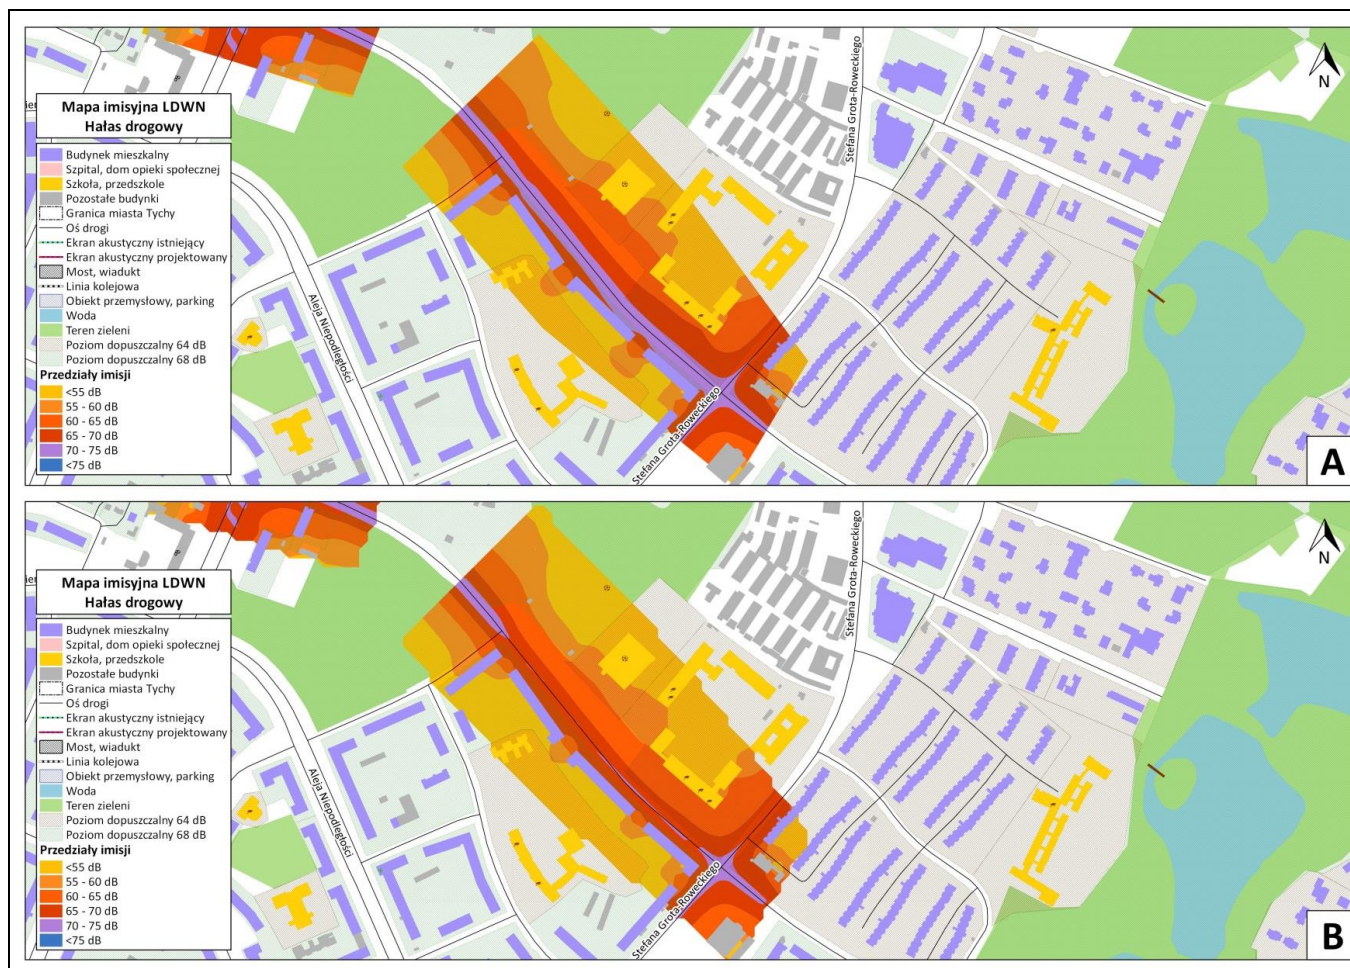 Mapa imisyjna LDWN
Hałas drogowy
Budynek mieszkalny
Szpital, dom opieki społecznej
Szkoła, przedszkole
Pozostałe budynki
Granica miasta Tychy
Oś drogi
Ekran akustyczny istniejący
Ekran akustyczny projektowany
Most, wiadukt
Linia kolejowa
Obiekt przemysłowy, parking
Woda
Teren zieleni
Poziom dopuszczalny 64 dB
Poziom dopuszczalny 68 dB
Przedziały imisji
<55 dB
55 - 60 dB
60 - 65 dB
65 - 70 dB
70 - 75 dB
<75 dB
Aleja Niepodległości
Stefana Grota-Roweckiego
Stefana Grota-Roweckiego
N
A
Mapa imisyjna LDWN
Hałas drogowy
Budynek mieszkalny
Szpital, dom opieki społecznej
Szkoła, przedszkole
Pozostałe budynki
Granica miasta Tychy
Oś drogi
Ekran akustyczny istniejący
Ekran akustyczny projektowany
Most, wiadukt
Linia kolejowa
Obiekt przemysłowy, parking
Woda
Teren zieleni
Poziom dopuszczalny 64 dB
Poziom dopuszczalny 68 dB
Przedziały imisji
<55 dB
55 - 60 dB
60 - 65 dB
65 - 70 dB
70 - 75 dB
<75 dB
Aleja Niepodległości
Stefana Grota-Roweckiego
Stefana Grota-Roweckiego
N
B